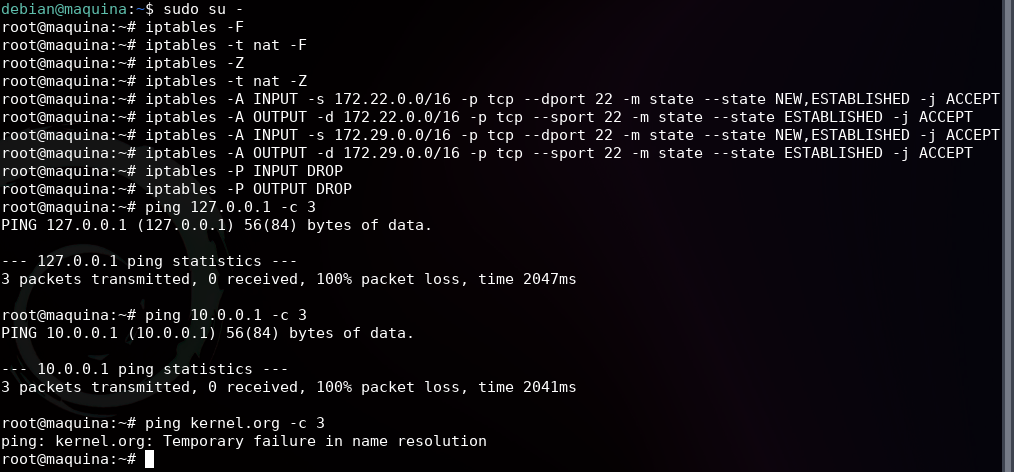 debian@maquina:~$ sudo su -
root@maquina:~# iptables -F
root@maquina:~# iptables -t nat -F
root@maquina:~# iptables -Z
root@maquina:~# iptables -t nat -Z
root@maquina:~# iptables -A INPUT -s 172.22.0.0/16 -p tcp --dport 22 -m state --state NEW,ESTABLISHED -j ACCEPT
root@maquina:~# iptables -A OUTPUT -d 172.22.0.0/16 -p tcp --sport 22 -m state --state ESTABLISHED -j ACCEPT
root@maquina:~# iptables -A INPUT -s 172.29.0.0/16 -p tcp --dport 22 -m state --state NEW,ESTABLISHED -j ACCEPT
root@maquina:~# iptables -A OUTPUT -d 172.29.0.0/16 -p tcp --sport 22 -m state --state ESTABLISHED -j ACCEPT
root@maquina:~# iptables -P INPUT DROP
root@maquina:~# iptables -P OUTPUT DROP
root@maquina:~# ping 127.0.0.1 -c 3
PING 127.0.0.1 (127.0.0.1) 56(84) bytes of data.
--- 127.0.0.1 ping statistics ---
3 packets transmitted, 0 received, 100% packet loss, time 2047ms
root@maquina:~# ping 10.0.0.1 -c 3
PING 10.0.0.1 (10.0.0.1) 56(84) bytes of data.
--- 10.0.0.1 ping statistics ---
3 packets transmitted, 0 received, 100% packet loss, time 2041ms
root@maquina:~# ping kernel.org -c 3
ping: kernel.org: Temporary failure in name resolution
root@maquina:~#